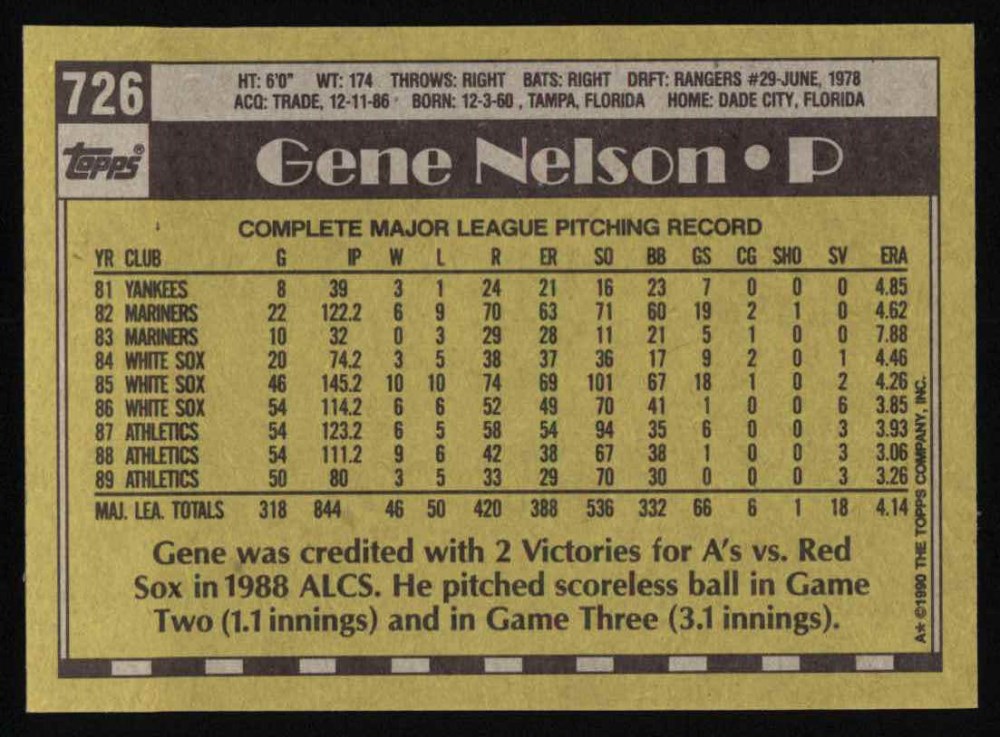 726
HT: 6'0" WT: 174 THROWS: RIGHT BATS: RIGHT DRFT: RANGERS #29-JUNE, 1978
ACQ: TRADE, 12-11-86 BORN: 12-3-60 , TAMPA, FLORIDA HOME: DADE CITY, FLORIDA
topps®
Gene Nelson • P
COMPLETE MAJOR LEAGUE PITCHING RECORD
YR CLUB G IP W L R ER SO BB GS CG SHO SV ERA
81 YANKEES 8 39 3 1 24 21 16 23 7 0 0 0 4.85
82 MARINERS 22 122.2 6 9 70 63 71 60 19 2 1 0 4.62
83 MARINERS 10 32 0 3 29 28 11 21 5 1 0 0 7.88
84 WHITE SOX 20 74.2 3 5 38 37 36 17 9 2 0 1 4.46
85 WHITE SOX 46 145.2 10 10 74 69 101 67 18 1 0 2 4.26
86 WHITE SOX 54 114.2 6 6 52 49 70 41 1 0 0 6 3.85
87 ATHLETICS 54 123.2 6 5 58 54 94 35 6 0 0 3 3.93
88 ATHLETICS 54 111.2 9 6 42 38 67 38 1 0 0 3 3.06
89 ATHLETICS 50 80 3 5 33 29 70 30 0 0 0 3 3.26
MAJ. LEA. TOTALS 318 844 46 50 420 388 536 332 66 6 1 18 4.14
Gene was credited with 2 Victories for A's vs. Red
Sox in 1988 ALCS. He pitched scoreless ball in Game
Two (1.1 innings) and in Game Three (3.1 innings).
A* ©1990 THE TOPPS COMPANY, INC.